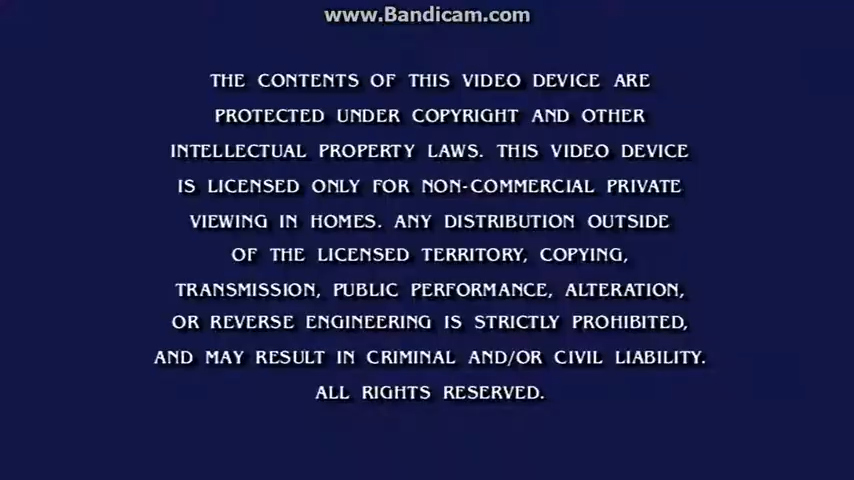 www.Bandicam.com
THE CONTENTS OF THIS VIDEO DEVICE ARE
PROTECTED UNDER COPYRIGHT AND OTHER
INTELLECTUAL PROPERTY LAWS. THIS VIDEO DEVICE
IS LICENSED ONLY FOR NON-COMMERCIAL PRIVATE
VIEWING IN HOMES. ANY DISTRIBUTION OUTSIDE
OF THE LICENSED TERRITORY, COPYING,
TRANSMISSION, PUBLIC PERFORMANCE, ALTERATION,
OR REVERSE ENGINEERING IS STRICTLY PROHIBITED,
AND MAY RESULT IN CRIMINAL AND/OR CIVIL LIABILITY.
ALL RIGHTS RESERVED.